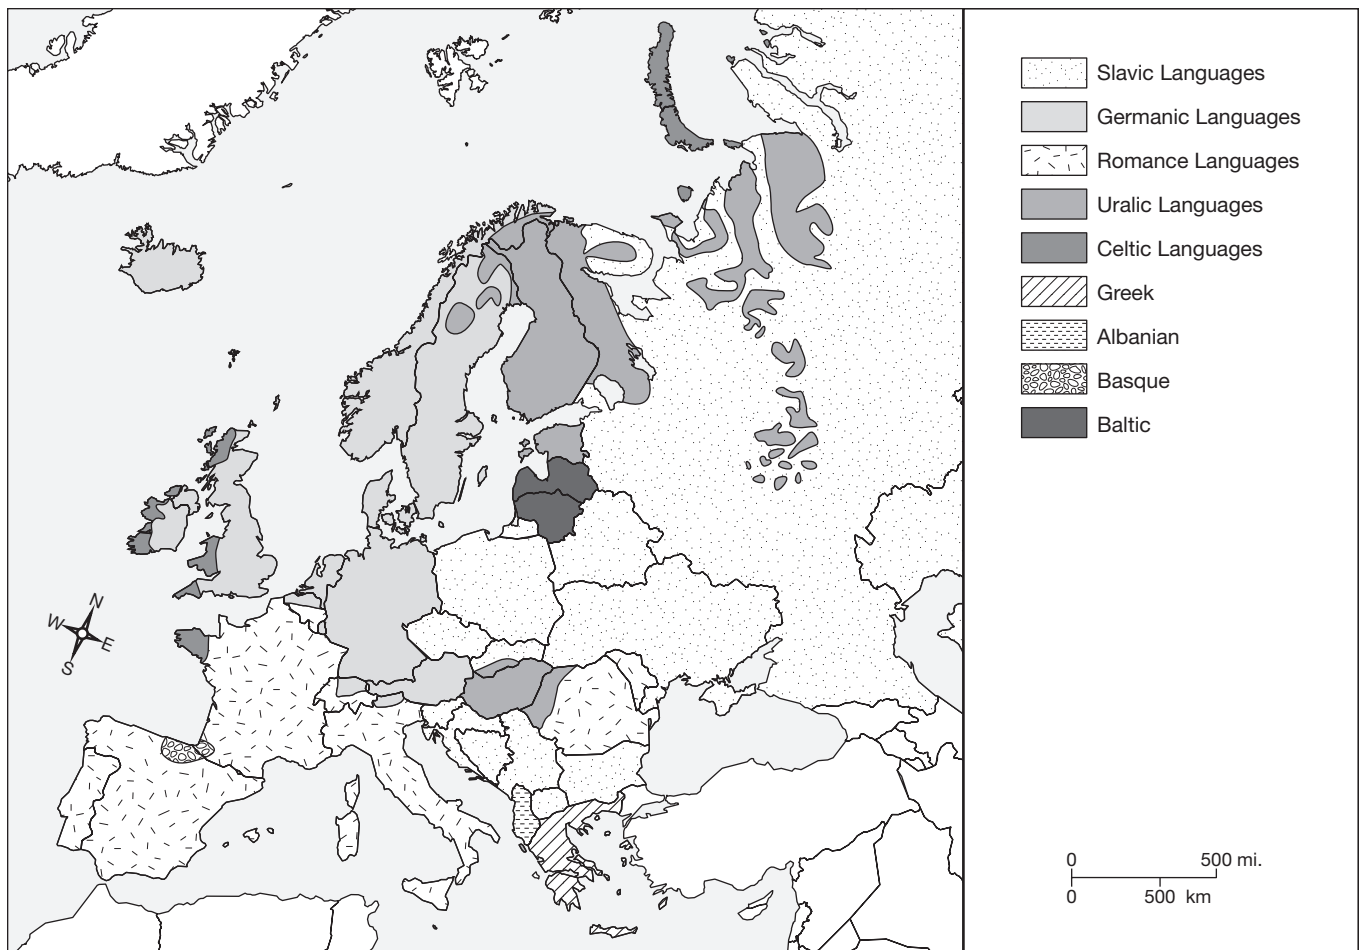 Slavic Languages
Germanic Languages
Romance Languages
Uralic Languages
Celtic Languages
Greek
Albanian
Basque
Baltic
N
W
E
S
0 500 mi.
0 500 km